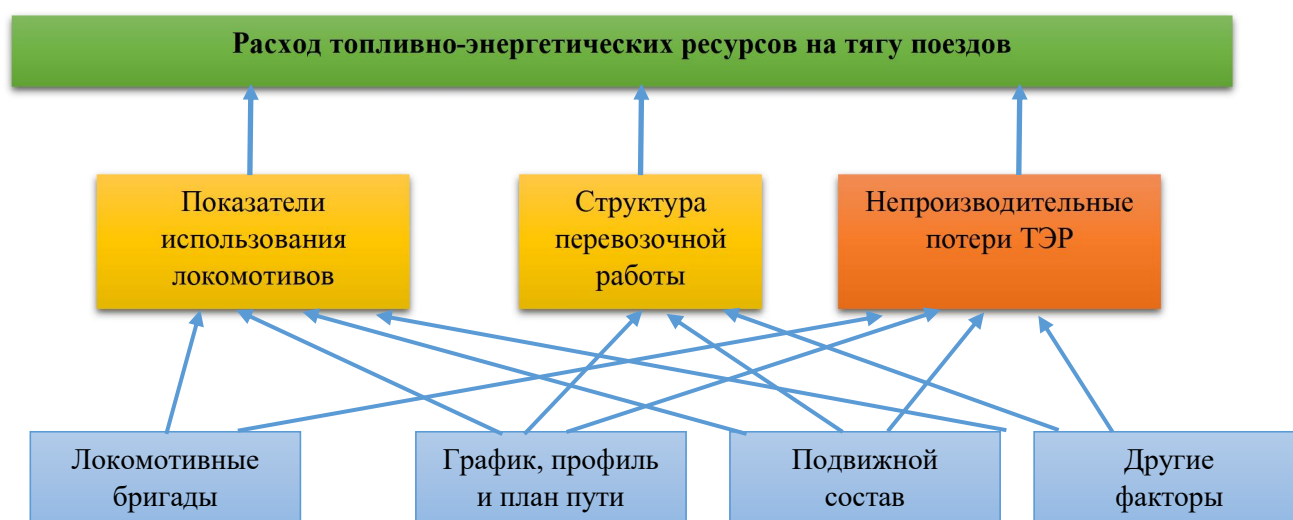 Расход топливно-энергетических ресурсов на тягу поездов
Показатели
использования
локомотивов
Структура
перевозочной
работы
Непроизводительные
потери ТЭР
Локомотивные
бригады
График, профиль
и план пути
Подвижной
состав
Другие
факторы